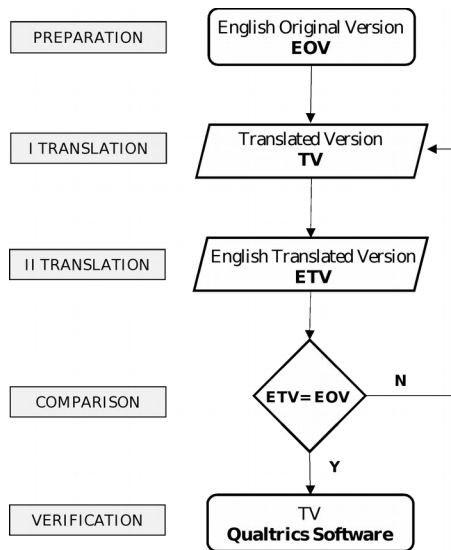 PREPARATION
English Original Version
EOV
I TRANSLATION
Translated Version
TV
II TRANSLATION
English Translated Version
ETV
COMPARISON
ETV=EOV
N
Y
VERIFICATION
TV
Qualtrics Software